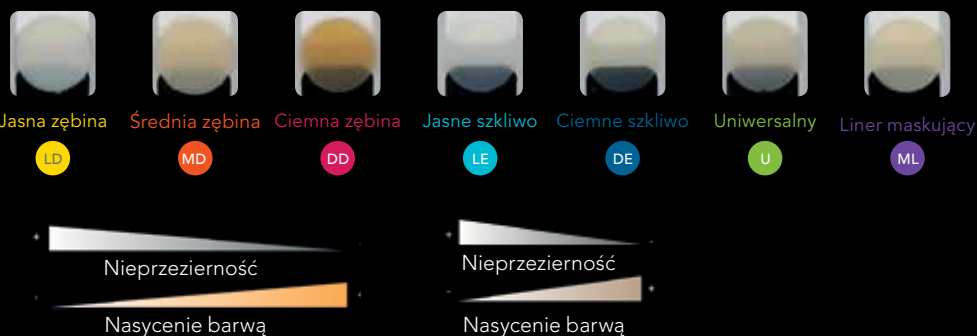 Jasna zębina Średnia zębina Ciemna zębina Jasne szkliwo Ciemne szkliwo Uniwersalny Liner maskujący
LD MD DD LE DE U ML
+ + -
Nieprzezierność Nieprzezierność
- - +
Nasycenie barwą Nasycenie barwą